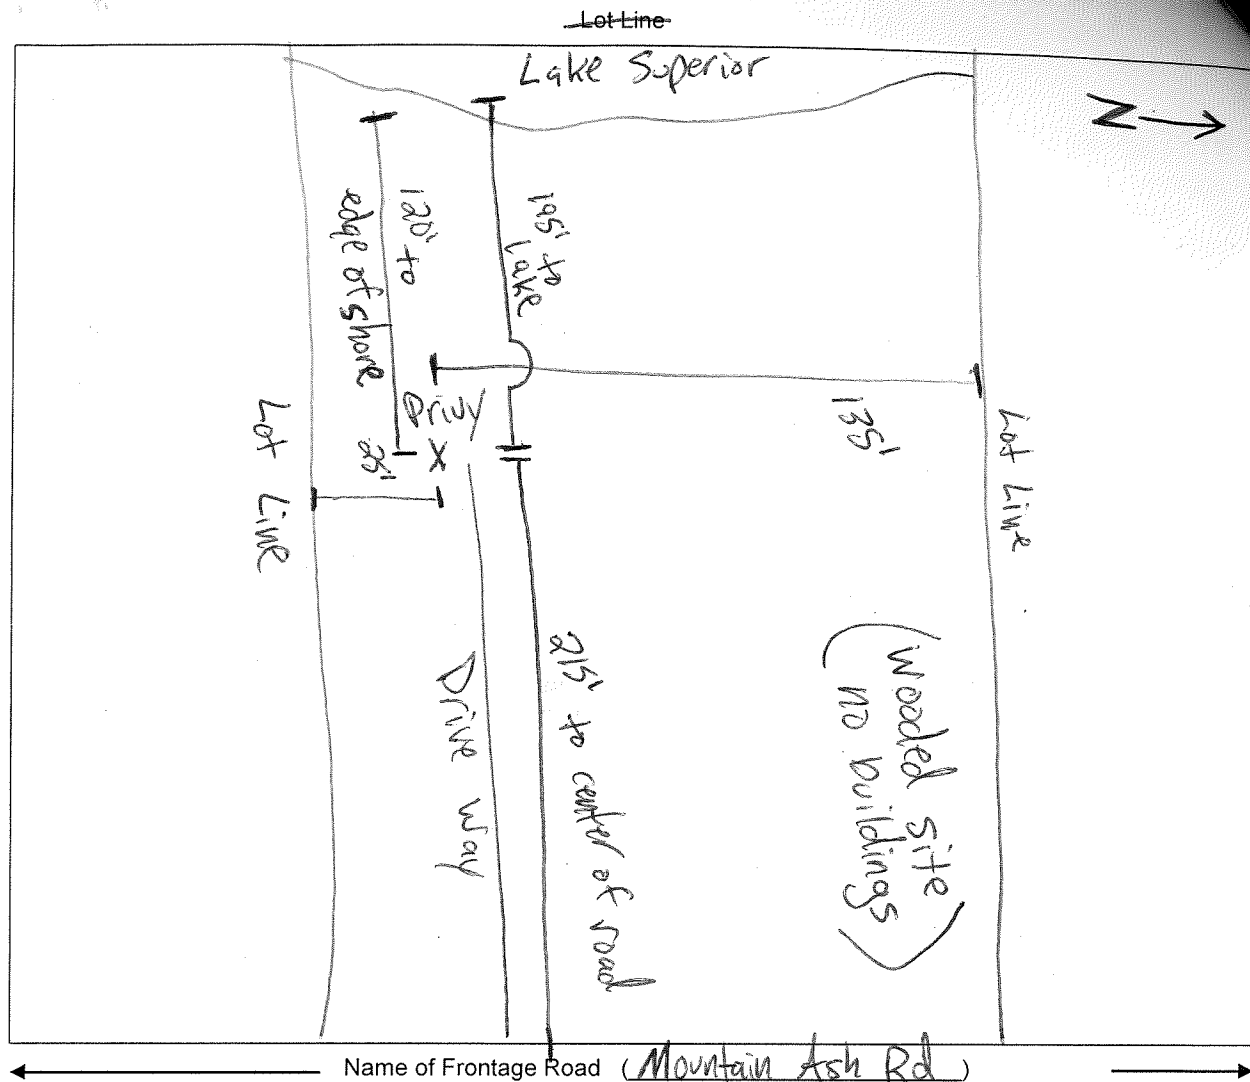 Lot Line
Lake Superior
N
120' to
edge of shore
195' to
Lake
Privy
X
25'
135'
Lot Line
Lot Line
215' to center of road
Drive Way
(wooded site
no buildings)
Name of Frontage Road (Mountain Ash Rd)